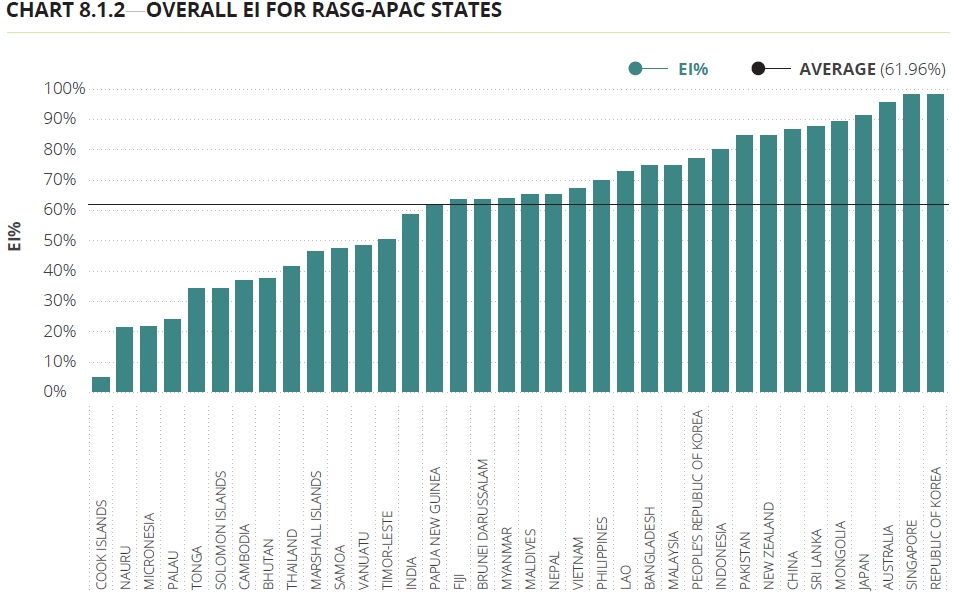 CHART 8.1.2—OVERALL EI FOR RASG-APAC STATES
EI%
AVERAGE (61.96%)
100%
90%
80%
70%
60%
50%
40%
30%
20%
10%
0%
EI%
COOK ISLANDS
NAURU
MICRONESIA
PALAU
TONGA
SOLOMON ISLANDS
CAMBODIA
BHUTAN
THAILAND
MARSHALL ISLANDS
SAMOA
VANUATU
TIMOR-LESTE
INDIA
PAPUA NEW GUINEA
FIJI
BRUNEI DARUSSALAM
MYANMAR
MALDIVES
NEPAL
VIETNAM
PHILIPPINES
LAO
BANGLADESH
MALAYSIA
PEOPLE'S REPUBLIC OF KOREA
INDONESIA
PAKISTAN
NEW ZEALAND
CHINA
SRI LANKA
MONGOLIA
JAPAN
AUSTRALIA
SINGAPORE
REPUBLIC OF KOREA